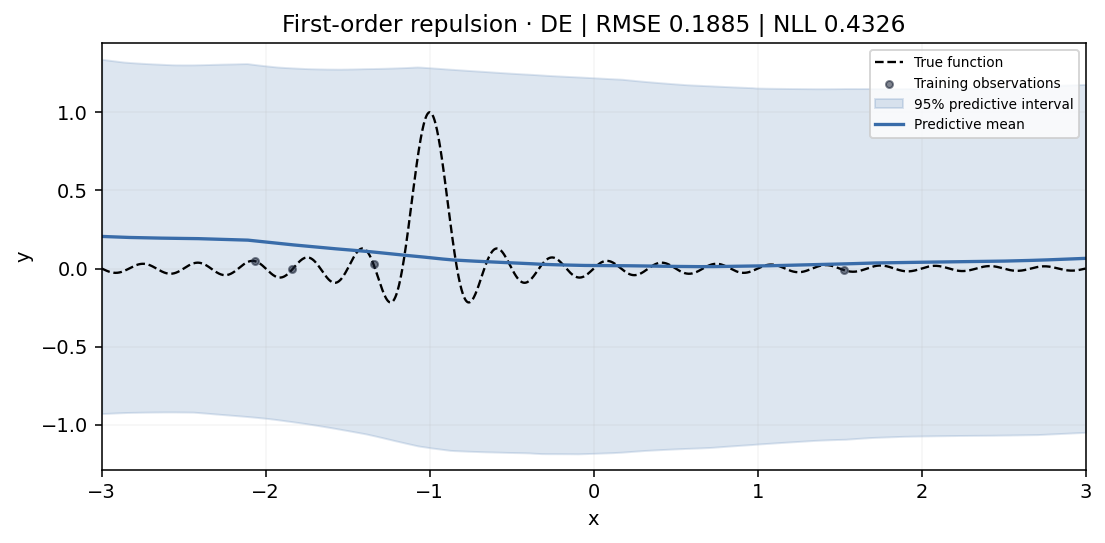 First-order repulsion · DE | RMSE 0.1885 | NLL 0.4326
True function
Training observations
95% predictive interval
Predictive mean
y
1.0
0.5
0.0
−0.5
−1.0
−3
−2
−1
0
1
2
3
x